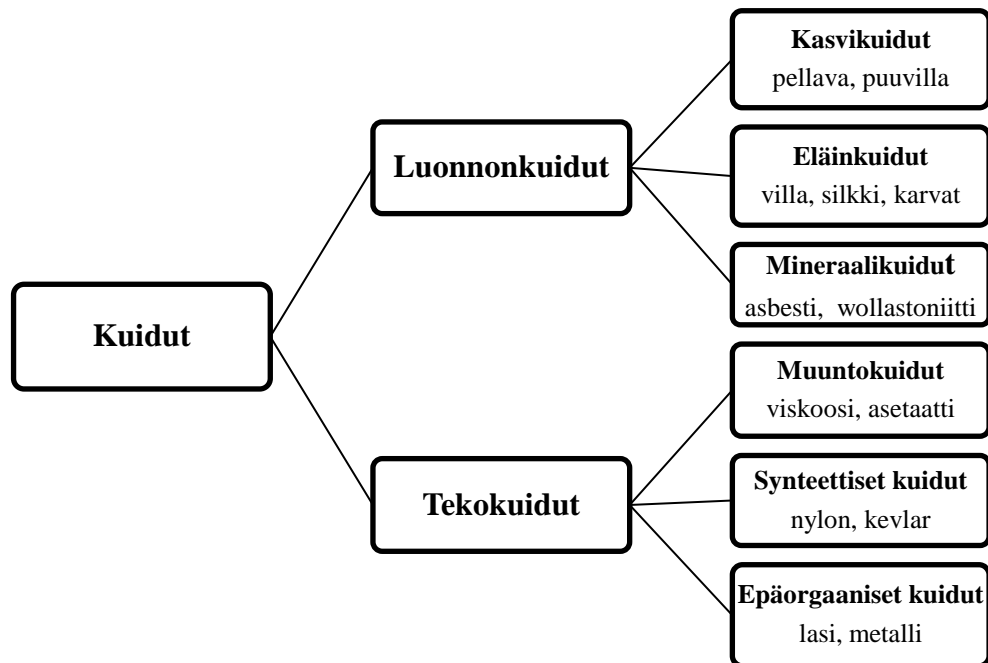 Kuidut
Luonnonkuidut
Kasvikuidut
pellava, puuvilla
Eläinkuidut
villa, silkki, karvat
Mineraalikuidut
asbesti, wollastoniitti
Tekokuidut
Muuntokuidut
viskoosi, asetaatti
Synteettiset kuidut
nylon, kevlar
Epäorgaaniset kuidut
lasi, metalli